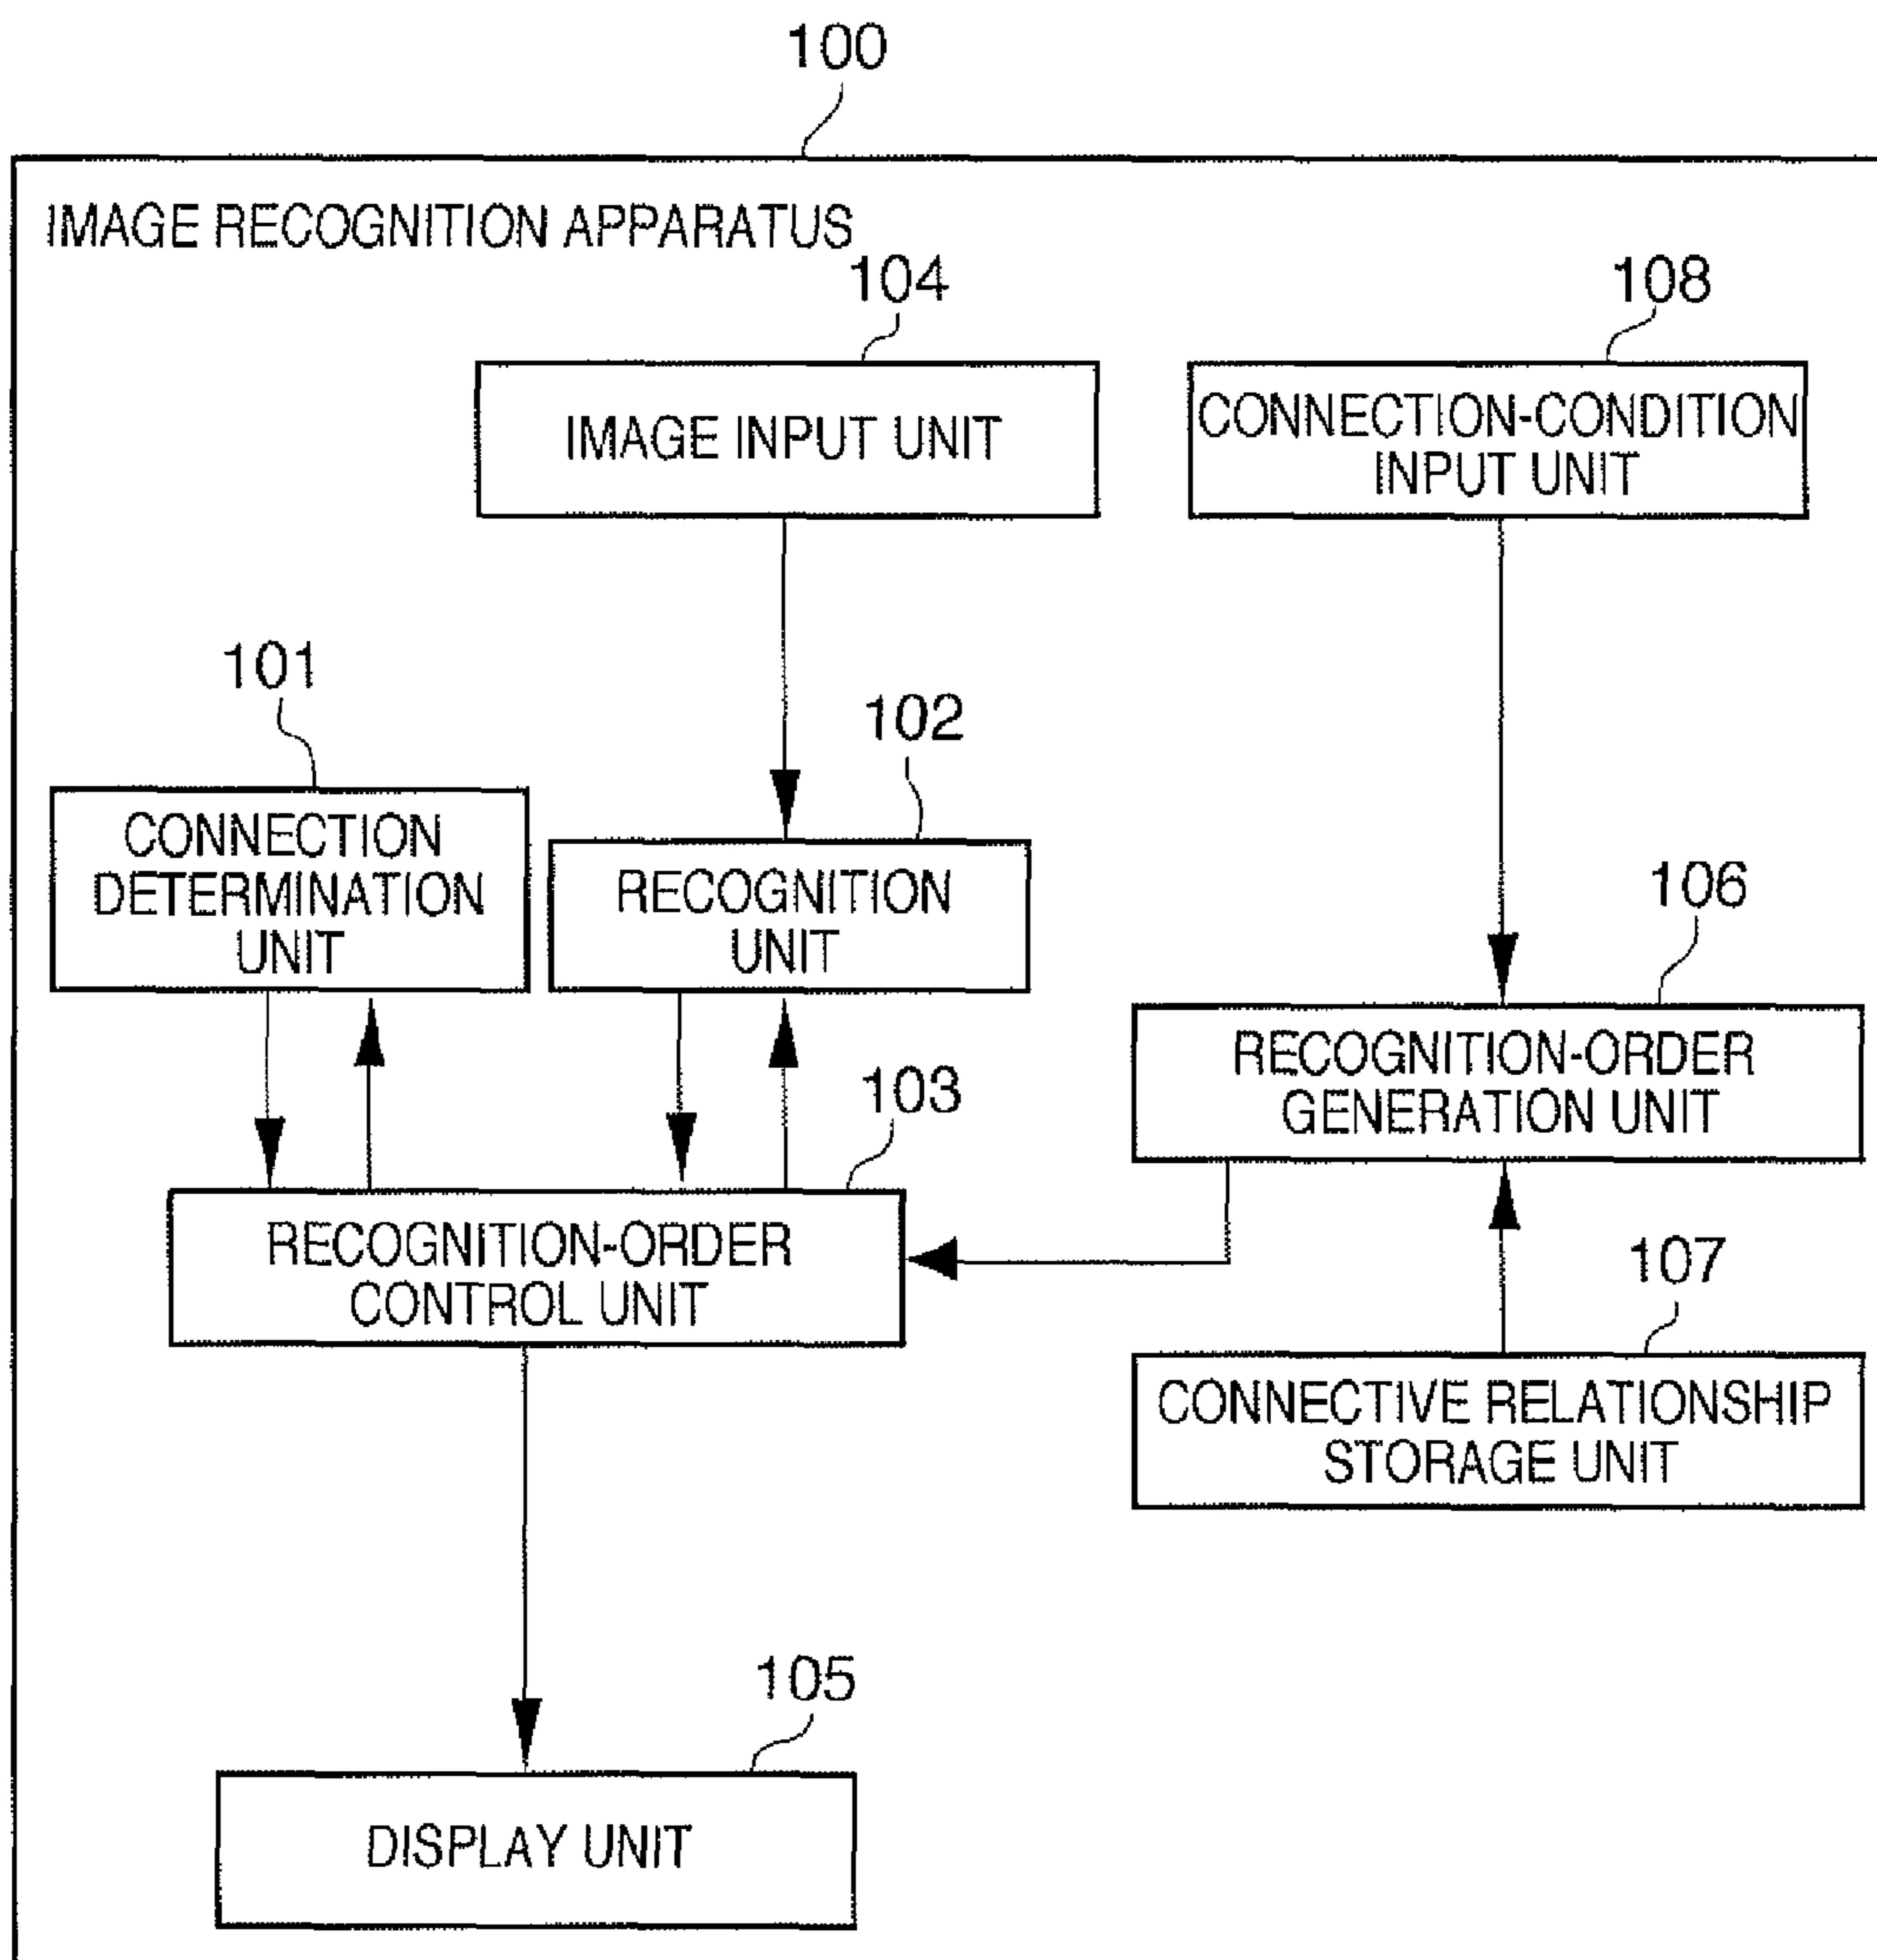 100
IMAGE RECOGNITION APPARATUS
104
108
IMAGE INPUT UNIT
CONNECTION-CONDITION
INPUT UNIT
101
102
CONNECTION
DETERMINATION
UNIT
RECOGNITION
UNIT
106
RECOGNITION-ORDER
GENERATION UNIT
103
RECOGNITION-ORDER
CONTROL UNIT
107
CONNECTIVE RELATIONSHIP
STORAGE UNIT
105
DISPLAY UNIT